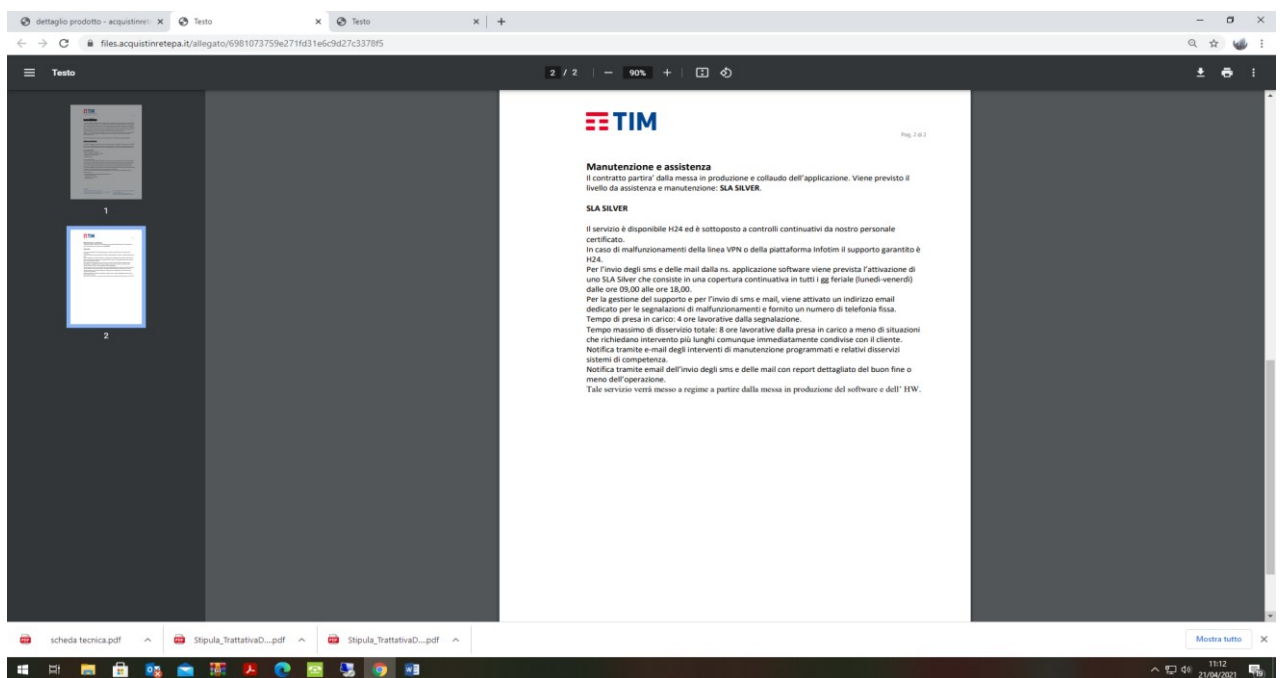 dettaglio prodotto - acquistinret
Testo
Testo
files.acquistinretepa.it/allegato/6981073759e271fd31e6c9d27c3378f5
Testo
2 / 2
90%
1
2
TIM
Pag. 2 di 2
Manutenzione e assistenza
Il contratto partira' dalla messa in produzione e collaudo dell'applicazione. Viene previsto il
livello da assistenza e manutenzione: SLA SILVER.
SLA SILVER
Il servizio è disponibile H24 ed è sottoposto a controlli continuativi da nostro personale
certificato.
In caso di malfunzionamenti della linea VPN o della piattaforma Infotim il supporto garantito è
H24.
Per l'invio degli sms e delle mail dalla ns. applicazione software viene prevista l'attivazione di
uno SLA Silver che consiste in una copertura continuativa in tutti i gg feriale (lunedì-venerdì)
dalle ore 09,00 alle ore 18,00.
Per la gestione del supporto e per l'invio di sms e mail, viene attivato un indirizzo email
dedicato per le segnalazioni di malfunzionamenti e fornito un numero di telefonia fissa.
Tempo di presa in carico: 4 ore lavorative dalla segnalazione.
Tempo massimo di disservizio totale: 8 ore lavorative dalla presa in carico a meno di situazioni
che richiedano intervento più lunghi comunque immediatamente condivise con il cliente.
Notifica tramite e-mail degli interventi di manutenzione programmati e relativi disservizi
sistemi di competenza.
Notifica tramite email dell'invio degli sms e delle mail con report dettagliato del buon fine o
meno dell'operazione.
Tale servizio verrà messo a regime a partire dalla messa in produzione del software e dell' HW.
scheda tecnica.pdf
Stipula_TrattativaD....pdf
Stipula_TrattativaD....pdf
Mostra tutto
11:12
21/04/2021